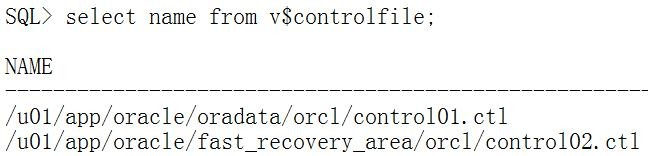 SQL> select name from v$controlfile;
NAME
--------------------------------------------------------------------------------
/u01/app/oracle/oradata/orcl/control01.ctl
/u01/app/oracle/fast_recovery_area/orcl/control02.ctl